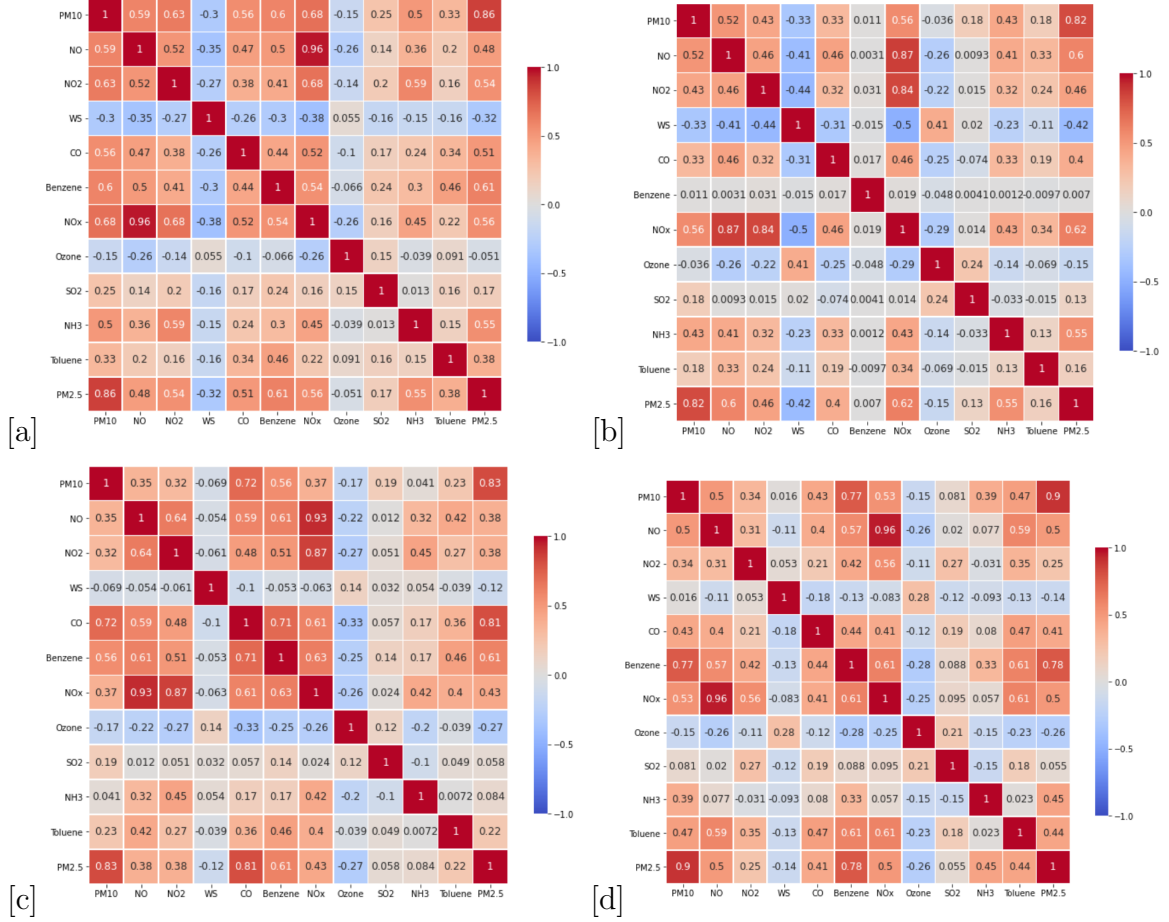 PM10 1 0.59 0.63 -0.3 0.56 0.6 0.68 -0.15 0.25 0.5 0.33 0.86
NO 0.59 1 0.52 -0.35 0.47 0.5 0.96 -0.26 0.14 0.36 0.2 0.48
NO2 0.63 0.52 1 -0.27 0.38 0.41 0.68 -0.14 0.2 0.59 0.16 0.54
WS -0.3 -0.35 -0.27 1 -0.26 -0.3 -0.38 0.055 -0.16 -0.15 -0.16 -0.32
CO 0.56 0.47 0.38 -0.26 1 0.44 0.52 -0.1 0.17 0.24 0.34 0.51
Benzene 0.6 0.5 0.41 -0.3 0.44 1 0.54 -0.066 0.24 0.3 0.46 0.61
NOx 0.68 0.96 0.68 -0.38 0.52 0.54 1 -0.26 0.16 0.45 0.22 0.56
Ozone -0.15 -0.26 -0.14 0.055 -0.1 -0.066 -0.26 1 0.15 -0.039 0.091 -0.051
SO2 0.25 0.14 0.2 -0.16 0.17 0.24 0.16 0.15 1 0.013 0.16 0.17
NH3 0.5 0.36 0.59 -0.15 0.24 0.3 0.45 -0.039 0.013 1 0.15 0.55
Toluene 0.33 0.2 0.16 -0.16 0.34 0.46 0.22 0.091 0.16 0.15 1 0.38
PM2.5 0.86 0.48 0.54 -0.32 0.51 0.61 0.56 -0.051 0.17 0.55 0.38 1
PM10 NO NO2 WS CO Benzene NOx Ozone SO2 NH3 Toluene PM2.5
1.0
0.5
0.0
−0.5
−1.0
[a]
PM10 1 0.52 0.43 -0.33 0.33 0.011 0.56 -0.036 0.18 0.43 0.18 0.82
NO 0.52 1 0.46 -0.41 0.46 0.0031 0.87 -0.26 0.0093 0.41 0.33 0.6
NO2 0.43 0.46 1 -0.44 0.32 0.031 0.84 -0.22 0.015 0.32 0.24 0.46
WS -0.33 -0.41 -0.44 1 -0.31 -0.015 -0.5 0.41 0.02 -0.23 -0.11 -0.42
CO 0.33 0.46 0.32 -0.31 1 0.017 0.46 -0.25 -0.074 0.33 0.19 0.4
Benzene 0.011 0.0031 0.031 -0.015 0.017 1 0.019 -0.048 0.0041 0.0012 -0.0097 0.007
NOx 0.56 0.87 0.84 -0.5 0.46 0.019 1 -0.29 0.014 0.43 0.34 0.62
Ozone -0.036 -0.26 -0.22 0.41 -0.25 -0.048 -0.29 1 0.24 -0.14 -0.069 -0.15
SO2 0.18 0.0093 0.015 0.02 -0.074 0.0041 0.014 0.24 1 -0.033 -0.015 0.13
NH3 0.43 0.41 0.32 -0.23 0.33 0.0012 0.43 -0.14 -0.033 1 0.13 0.55
Toluene 0.18 0.33 0.24 -0.11 0.19 -0.0097 0.34 -0.069 -0.015 0.13 1 0.16
PM2.5 0.82 0.6 0.46 -0.42 0.4 0.007 0.62 -0.15 0.13 0.55 0.16 1
PM10 NO NO2 WS CO Benzene NOx Ozone SO2 NH3 Toluene PM2.5
1.0
0.5
0.0
−0.5
−1.0
[b]
PM10 1 0.35 0.32 -0.069 0.72 0.56 0.37 -0.17 0.19 0.041 0.23 0.83
NO 0.35 1 0.64 -0.054 0.59 0.61 0.93 -0.22 0.012 0.32 0.42 0.38
NO2 0.32 0.64 1 -0.061 0.48 0.51 0.87 -0.27 0.051 0.45 0.27 0.38
WS -0.069 -0.054 -0.061 1 -0.1 -0.053 -0.063 0.14 0.032 0.054 -0.039 -0.12
CO 0.72 0.59 0.48 -0.1 1 0.71 0.61 -0.33 0.057 0.17 0.36 0.81
Benzene 0.56 0.61 0.51 -0.053 0.71 1 0.63 -0.25 0.14 0.17 0.46 0.61
NOx 0.37 0.93 0.87 -0.063 0.61 0.63 1 -0.26 0.024 0.42 0.4 0.43
Ozone -0.17 -0.22 -0.27 0.14 -0.33 -0.25 -0.26 1 0.12 -0.2 -0.039 -0.27
SO2 0.19 0.012 0.051 0.032 0.057 0.14 0.024 0.12 1 -0.1 0.049 0.058
NH3 0.041 0.32 0.45 0.054 0.17 0.17 0.42 -0.2 -0.1 1 0.0072 0.084
Toluene 0.23 0.42 0.27 -0.039 0.36 0.46 0.4 -0.039 0.049 0.0072 1 0.22
PM2.5 0.83 0.38 0.38 -0.12 0.81 0.61 0.43 -0.27 0.058 0.084 0.22 1
PM10 NO NO2 WS CO Benzene NOx Ozone SO2 NH3 Toluene PM2.5
1.0
0.5
0.0
−0.5
−1.0
[c]
PM10 1 0.5 0.34 0.016 0.43 0.77 0.53 -0.15 0.081 0.39 0.47 0.9
NO 0.5 1 0.31 -0.11 0.4 0.57 0.96 -0.26 0.02 0.077 0.59 0.5
NO2 0.34 0.31 1 0.053 0.21 0.42 0.56 -0.11 0.27 -0.031 0.35 0.25
WS 0.016 -0.11 0.053 1 -0.18 -0.13 -0.083 0.28 -0.12 -0.093 -0.13 -0.14
CO 0.43 0.4 0.21 -0.18 1 0.44 0.41 -0.12 0.19 0.08 0.47 0.41
Benzene 0.77 0.57 0.42 -0.13 0.44 1 0.61 -0.28 0.088 0.33 0.61 0.78
NOx 0.53 0.96 0.56 -0.083 0.41 0.61 1 -0.25 0.095 0.057 0.61 0.5
Ozone -0.15 -0.26 -0.11 0.28 -0.12 -0.28 -0.25 1 0.21 -0.15 -0.23 -0.26
SO2 0.081 0.02 0.27 -0.12 0.19 0.088 0.095 0.21 1 -0.15 0.18 0.055
NH3 0.39 0.077 -0.031 -0.093 0.08 0.33 0.057 -0.15 -0.15 1 0.023 0.45
Toluene 0.47 0.59 0.35 -0.13 0.47 0.61 0.61 -0.23 0.18 0.023 1 0.44
PM2.5 0.9 0.5 0.25 -0.14 0.41 0.78 0.5 -0.26 0.055 0.45 0.44 1
PM10 NO NO2 WS CO Benzene NOx Ozone SO2 NH3 Toluene PM2.5
1.0
0.5
0.0
−0.5
−1.0
[d]